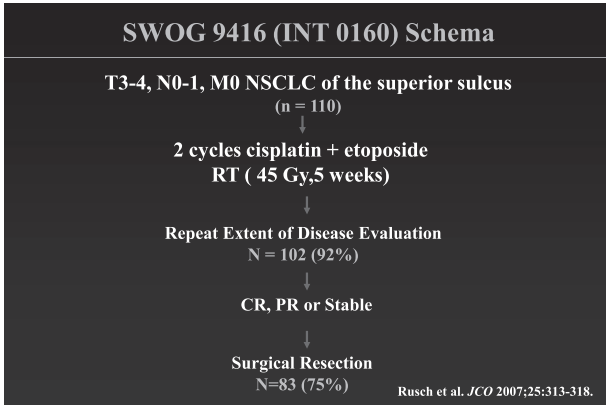 SWOG 9416 (INT 0160) Schema
T3-4, N0-1, M0 NSCLC of the superior sulcus
(n = 110)
2 cycles cisplatin + etoposide
RT ( 45 Gy,5 weeks)
Repeat Extent of Disease Evaluation
N = 102 (92%)
CR, PR or Stable
Surgical Resection
N=83 (75%)
Rusch et al. JCO 2007;25:313-318.